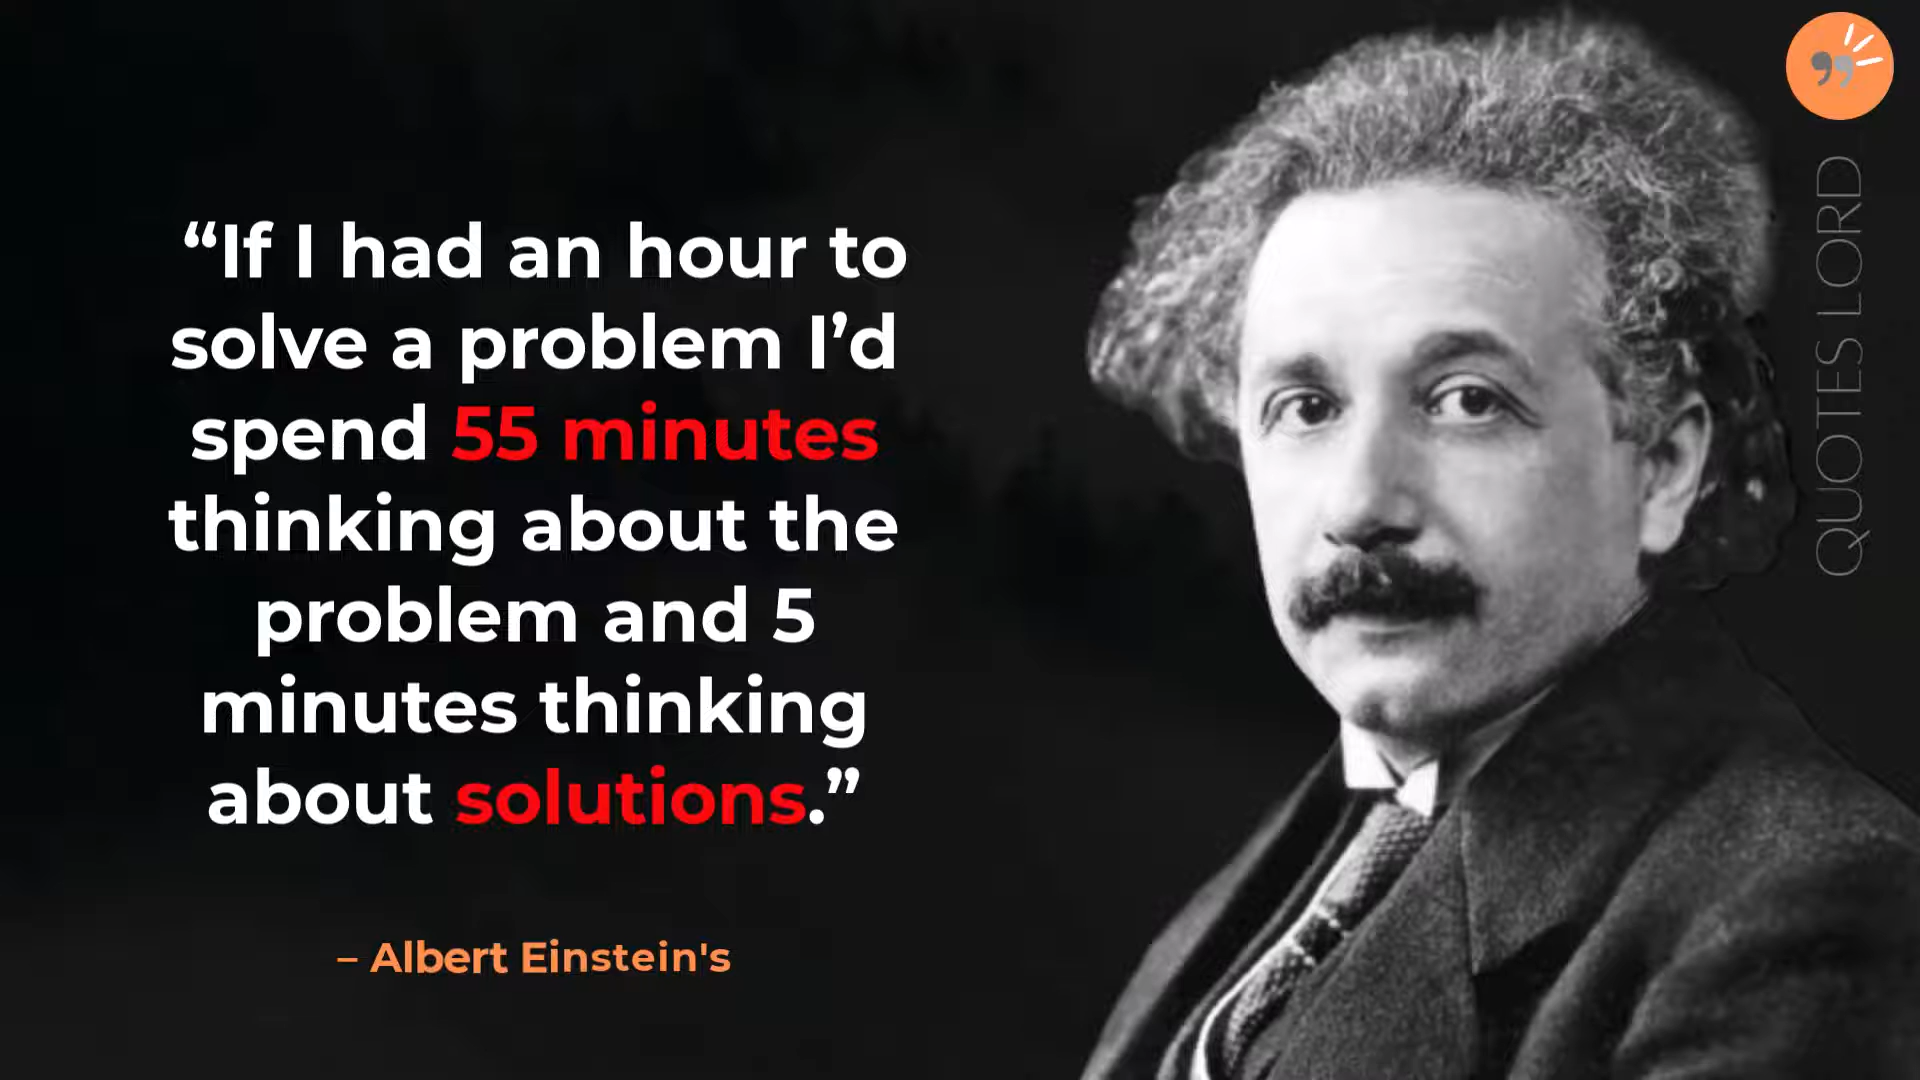 “If I had an hour to
solve a problem I’d
spend 55 minutes
thinking about the
problem and 5
minutes thinking
about solutions.”
– Albert Einstein's
QUOTES LORD